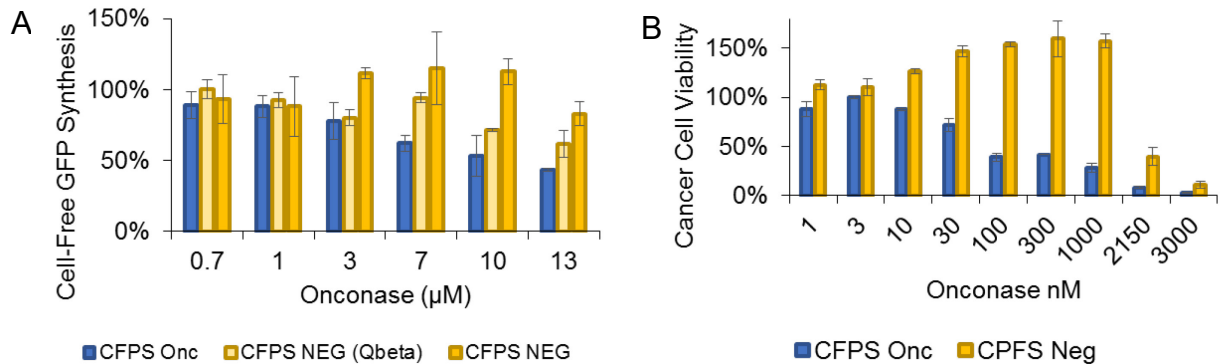 A
Cell-Free GFP Synthesis
150%
100%
50%
0%
0.7 1 3 7 10 13
Onconase (µM)
CFPS Onc CFPS NEG (Qbeta) CFPS NEG
B
Cancer Cell Viability
150%
100%
50%
0%
1 3 10 30 100 300 1000 2150 3000
Onconase nM
CFPS Onc CPFS Neg